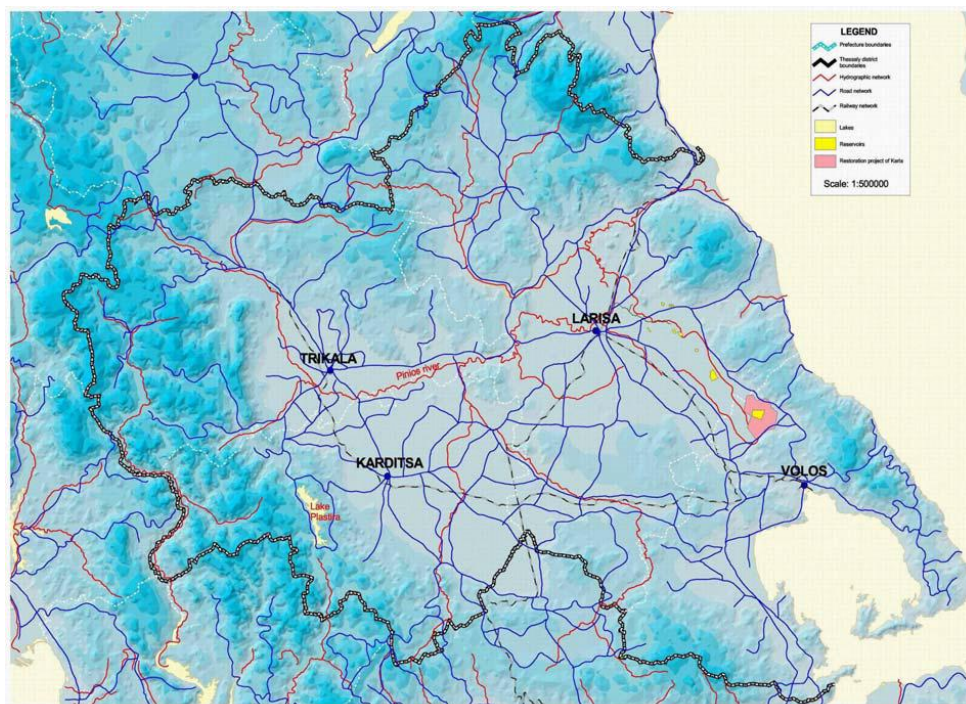 LEGEND
Prefecture boundaries
Thessaly district
boundaries
Hydrographic network
Road network
Railway network
Lakes
Reservoirs
Restoration project of Karla
Scale: 1:500000
LARISA
TRIKALA
Pinios river
KARDITSA
VOLOS
Lake
Plastira